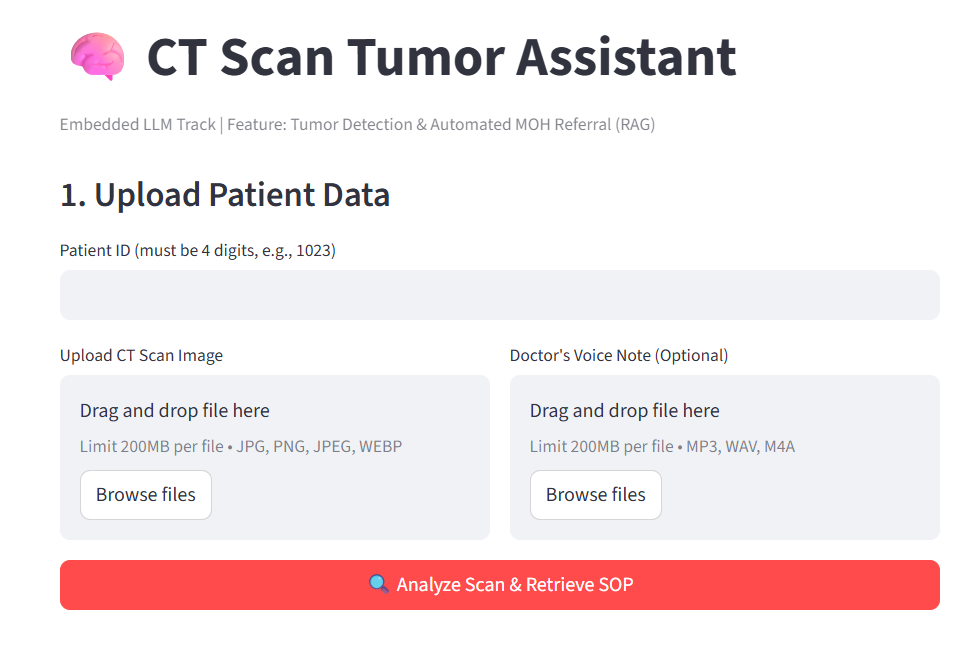 CT Scan Tumor Assistant
Embedded LLM Track | Feature: Tumor Detection & Automated MOH Referral (RAG)
1. Upload Patient Data
Patient ID (must be 4 digits, e.g., 1023)
Upload CT Scan Image
Doctor's Voice Note (Optional)
Drag and drop file here
Drag and drop file here
Limit 200MB per file • JPG, PNG, JPEG, WEBP
Limit 200MB per file • MP3, WAV, M4A
Browse files
Browse files
Analyze Scan & Retrieve SOP